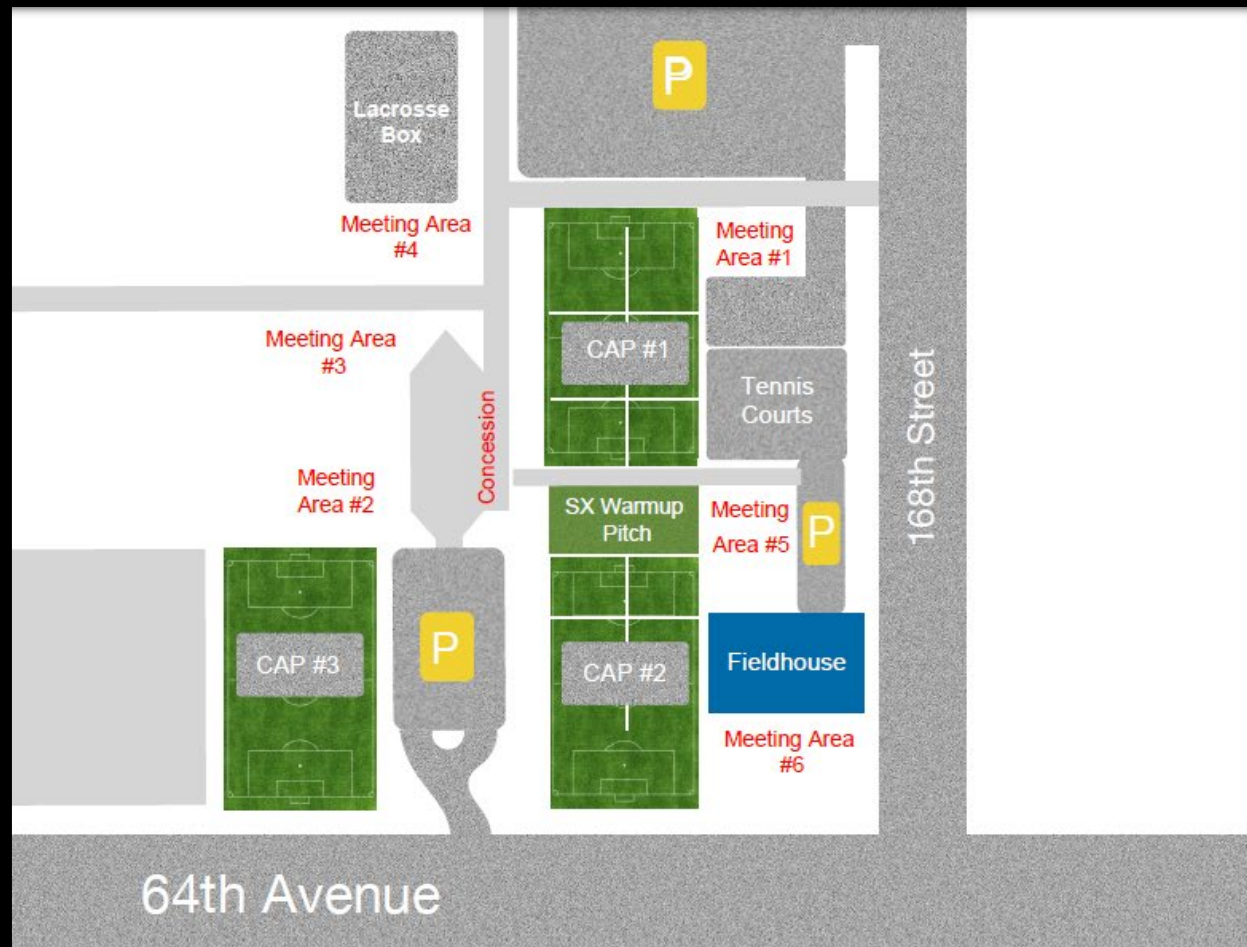 P
Lacrosse
Box
Meeting Area
#4
Meeting
Area #1
Meeting Area
#3
CAP #1
Tennis
Courts
168th Street
Concession
Meeting
Area #2
SX Warmup
Pitch
Meeting
Area #5
P
CAP #3
P
CAP #2
Fieldhouse
Meeting Area
#6
64th Avenue